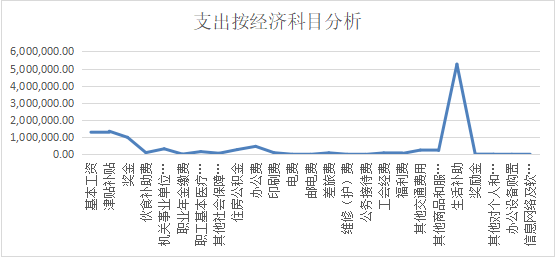 支出按经济科目分析
6,000,000.00
5,000,000.00
4,000,000.00
3,000,000.00
2,000,000.00
1,000,000.00
0.00
基本工资
津贴补贴
奖金
伙食补助费
机关事业单位…
职业年金缴费
职工基本医疗…
其他社会保障…
住房公积金
办公费
印刷费
电费
邮电费
差旅费
维修（护）费
公务接待费
工会经费
福利费
其他交通费用
其他商品和服…
生活补助
奖励金
其他对个人和…
办公设备购置
信息网络及软…